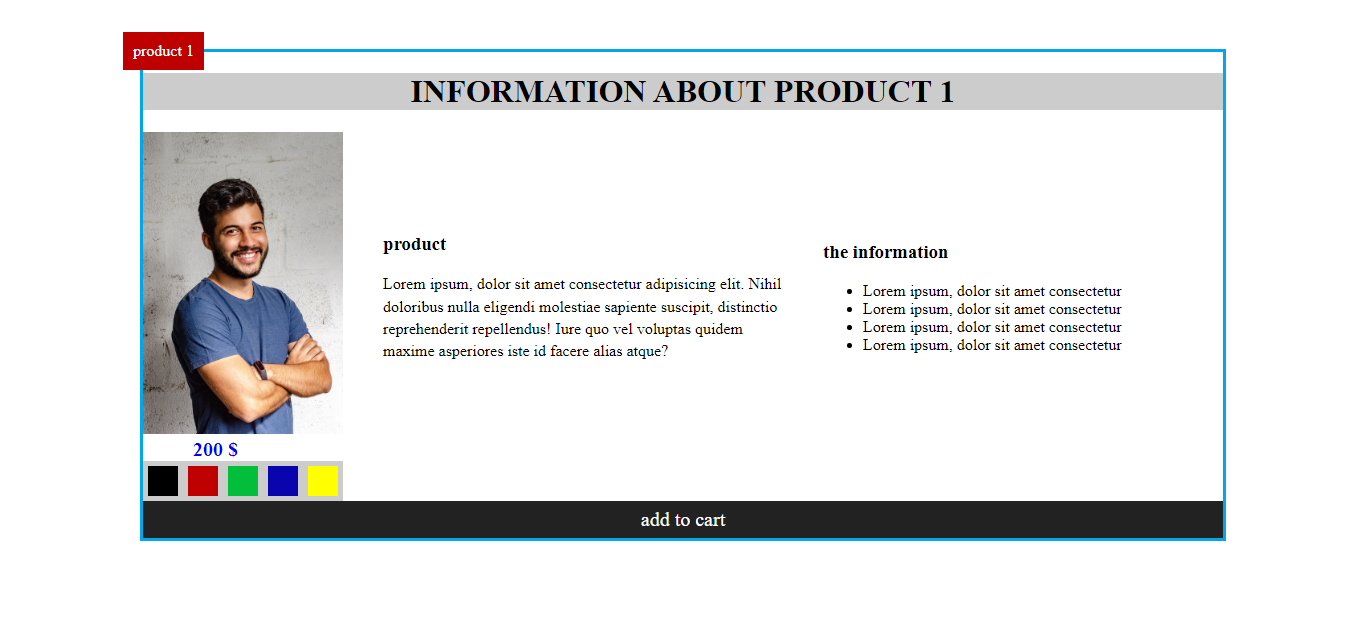 product 1
INFORMATION ABOUT PRODUCT 1
product
Lorem ipsum, dolor sit amet consectetur adipisicing elit. Nihil
doloribus nulla eligendi molestiae sapiente suscipit, distinctio
reprehenderit repellendus! Iure quo vel voluptas quidem
maxime asperiores iste id facere alias atque?
the information
Lorem ipsum, dolor sit amet consectetur
Lorem ipsum, dolor sit amet consectetur
Lorem ipsum, dolor sit amet consectetur
Lorem ipsum, dolor sit amet consectetur
200 $
add to cart